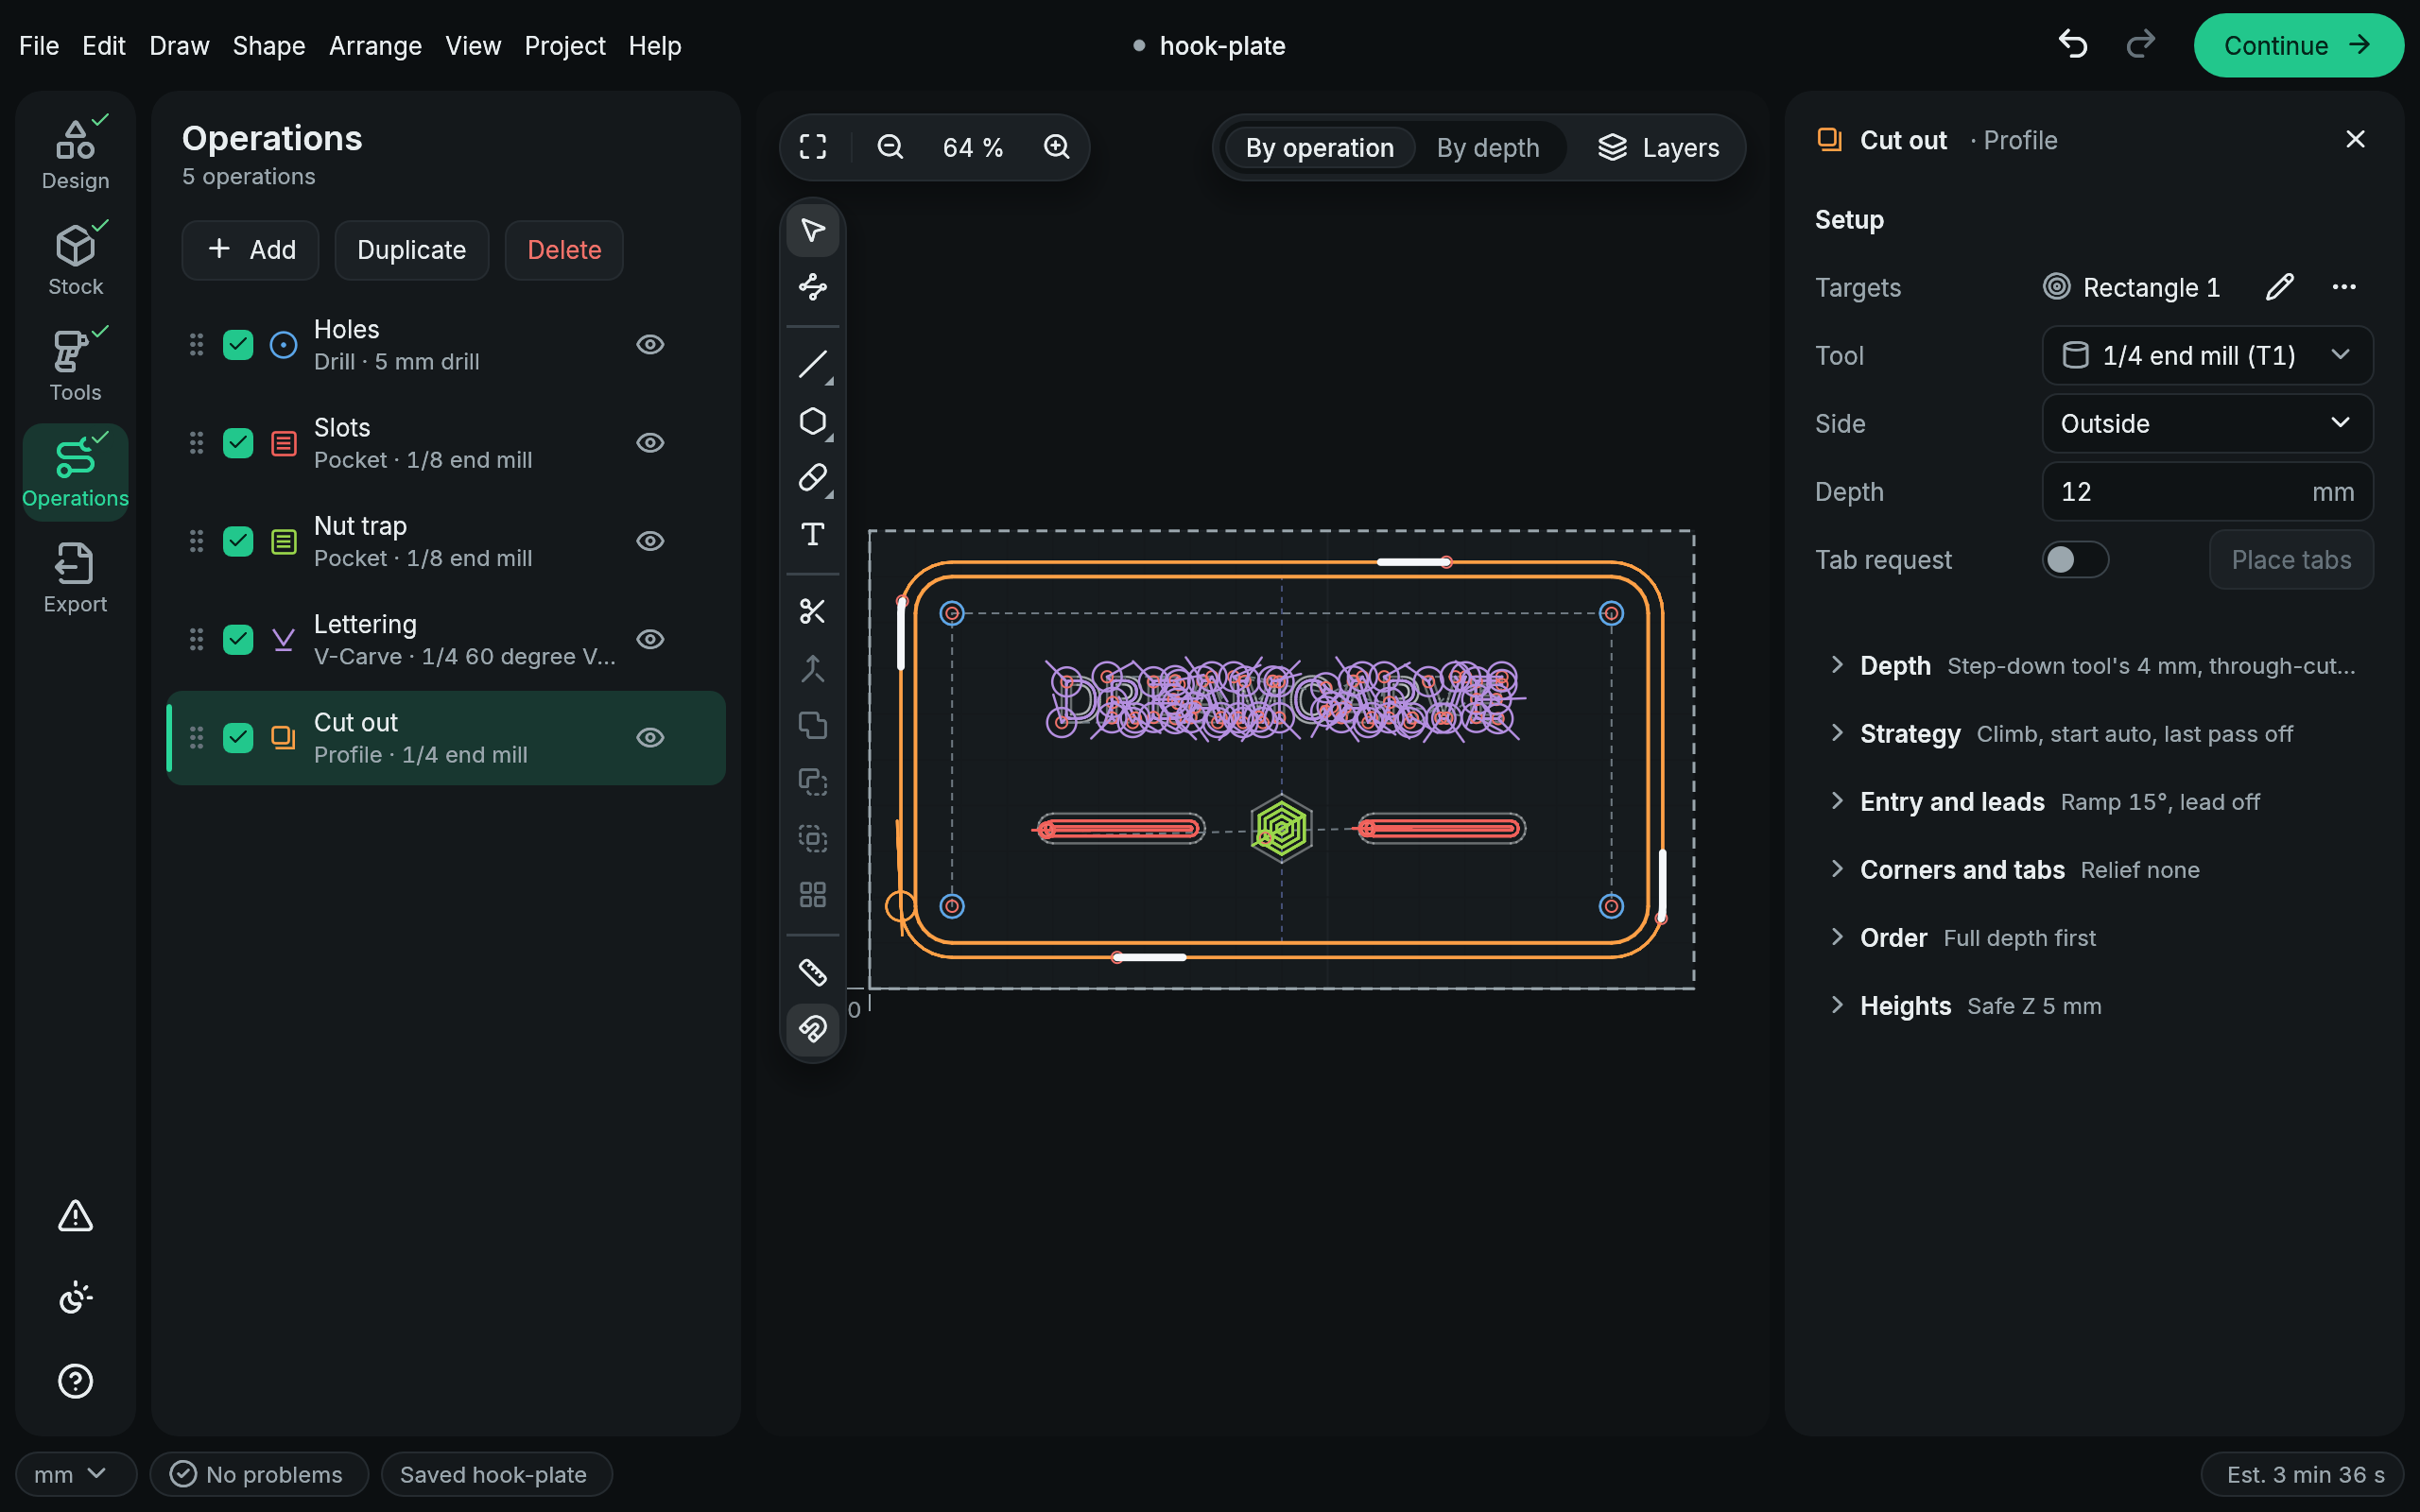 File Edit Draw Shape Arrange View Project Help
hook-plate
Continue
Design
Stock
Tools
Operations
Export
Operations
5 operations
Add Duplicate Delete
Holes
Drill · 5 mm drill
Slots
Pocket · 1/8 end mill
Nut trap
Pocket · 1/8 end mill
Lettering
V-Carve · 1/4 60 degree V...
Cut out
Profile · 1/4 end mill
64 %
By operation By depth Layers
0
Cut out · Profile
Setup
Targets Rectangle 1
Tool 1/4 end mill (T1)
Side Outside
Depth 12 mm
Tab request Place tabs
Depth Step-down tool's 4 mm, through-cut...
Strategy Climb, start auto, last pass off
Entry and leads Ramp 15°, lead off
Corners and tabs Relief none
Order Full depth first
Heights Safe Z 5 mm
mm No problems Saved hook-plate
Est. 3 min 36 s